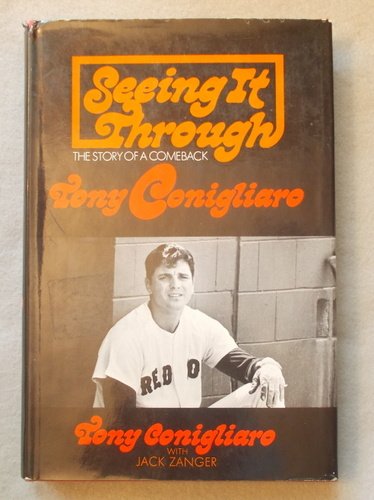 Seeing It
Through
THE STORY OF A COMEBACK
Tony Conigliaro
RED
Tony Conigliaro
WITH
JACK ZANGER